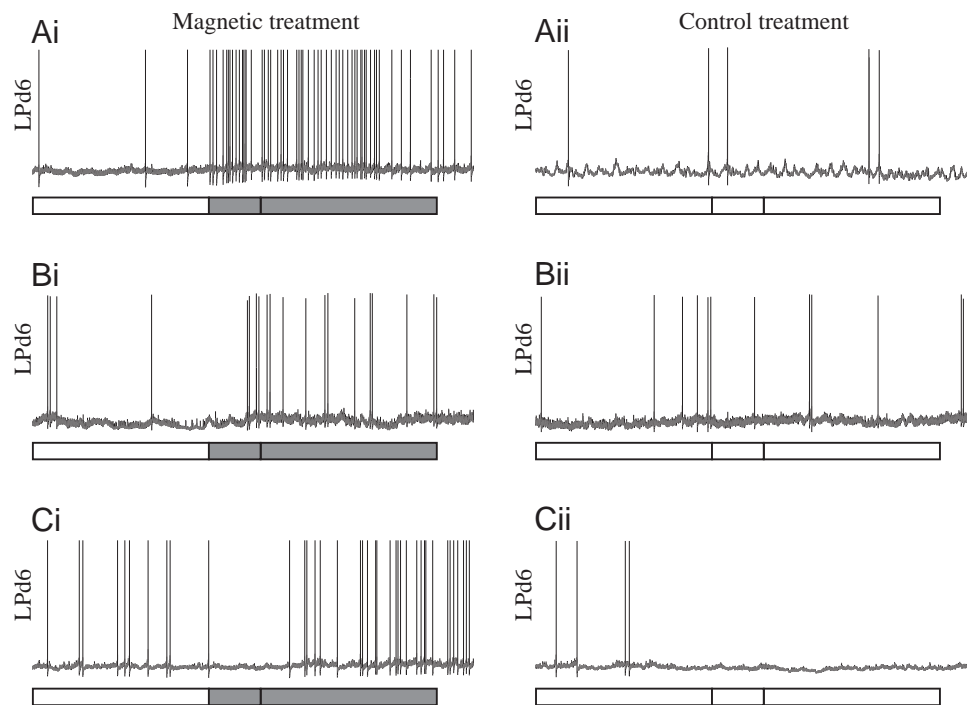 Magnetic treatment
Control treatment
Ai
LPd6
Aii
LPd6
Bi
LPd6
Bii
LPd6
Ci
LPd6
Cii
LPd6